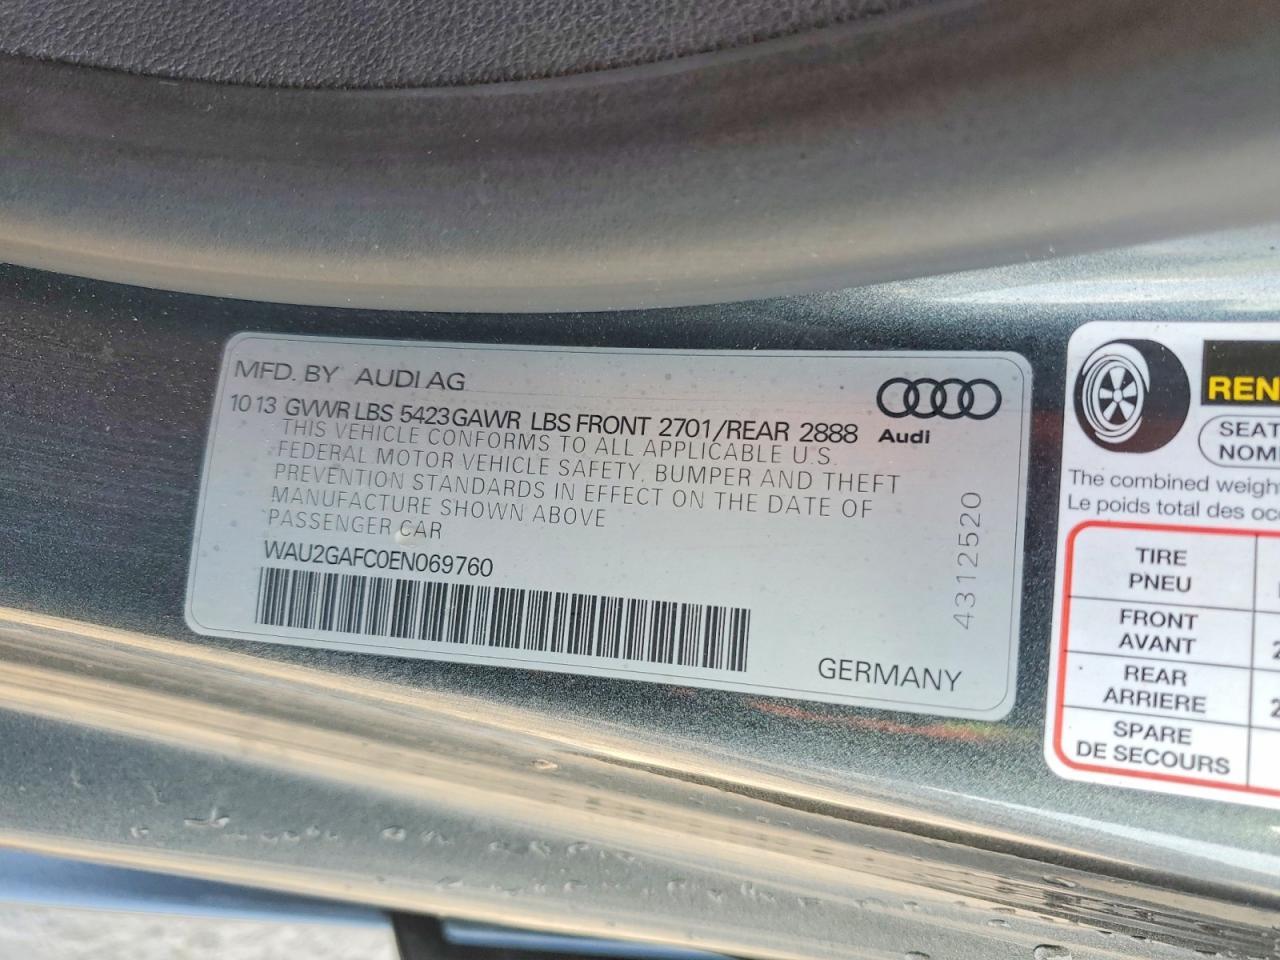 MFD. BY AUDI AG
10 13 GVWR LBS 5423 GAWR LBS FRONT 2701/REAR 2888
Audi
THIS VEHICLE CONFORMS TO ALL APPLICABLE U.S.
FEDERAL MOTOR VEHICLE SAFETY, BUMPER AND THEFT
PREVENTION STANDARDS IN EFFECT ON THE DATE OF
MANUFACTURE SHOWN ABOVE
PASSENGER CAR
WAU2GAFC0EN069760
4312520
GERMANY
REN
SEAT
NOM
The combined weight
Le poids total des oc
TIRE
PNEU
FRONT
AVANT
2
REAR
ARRIERE
2
SPARE
DE SECOURS